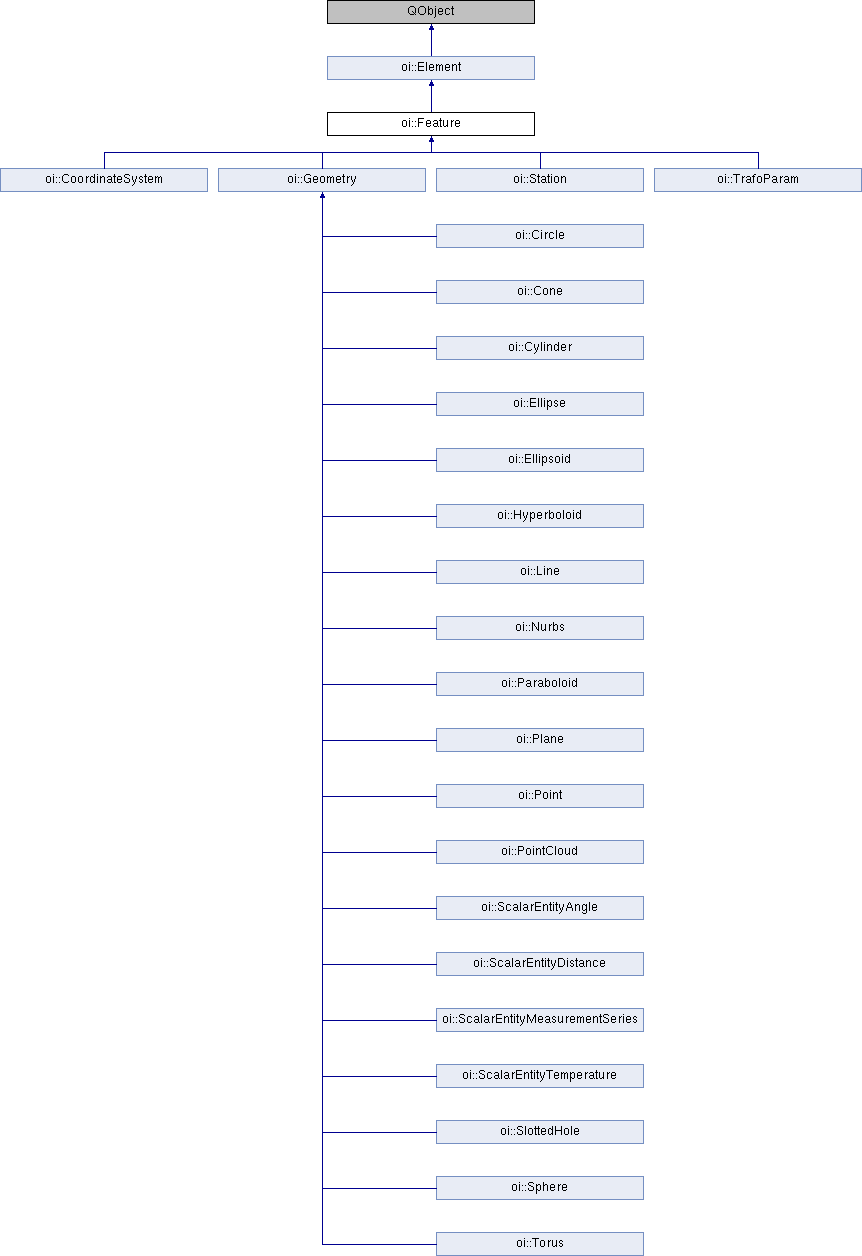 QObject
oi::Element
oi::Feature
oi::CoordinateSystem
oi::Geometry
oi::Station
oi::TrafoParam
oi::Circle
oi::Cone
oi::Cylinder
oi::Ellipse
oi::Ellipsoid
oi::Hyperboloid
oi::Line
oi::Nurbs
oi::Paraboloid
oi::Plane
oi::Point
oi::PointCloud
oi::ScalarEntityAngle
oi::ScalarEntityDistance
oi::ScalarEntityMeasurementSeries
oi::ScalarEntityTemperature
oi::SlottedHole
oi::Sphere
oi::Torus